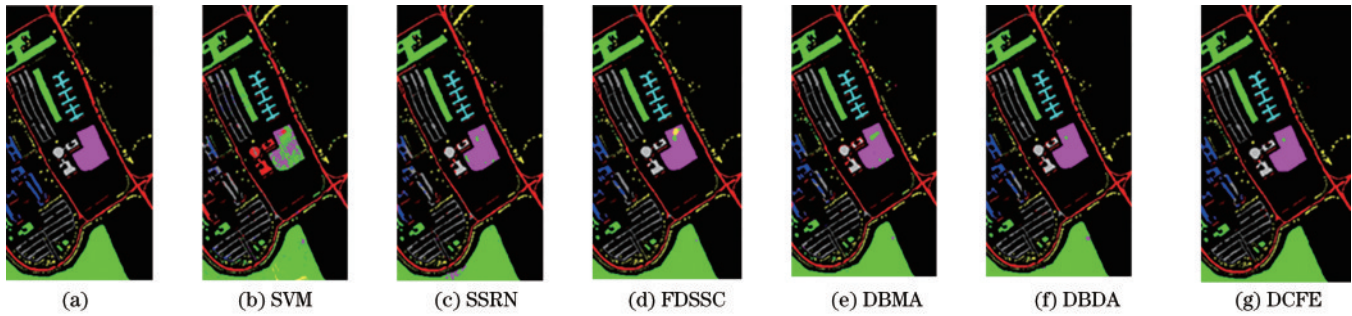 (a)
(b) SVM
(c) SSRN
(d) FDSSC
(e) DBMA
(f) DBDA
(g) DCFE